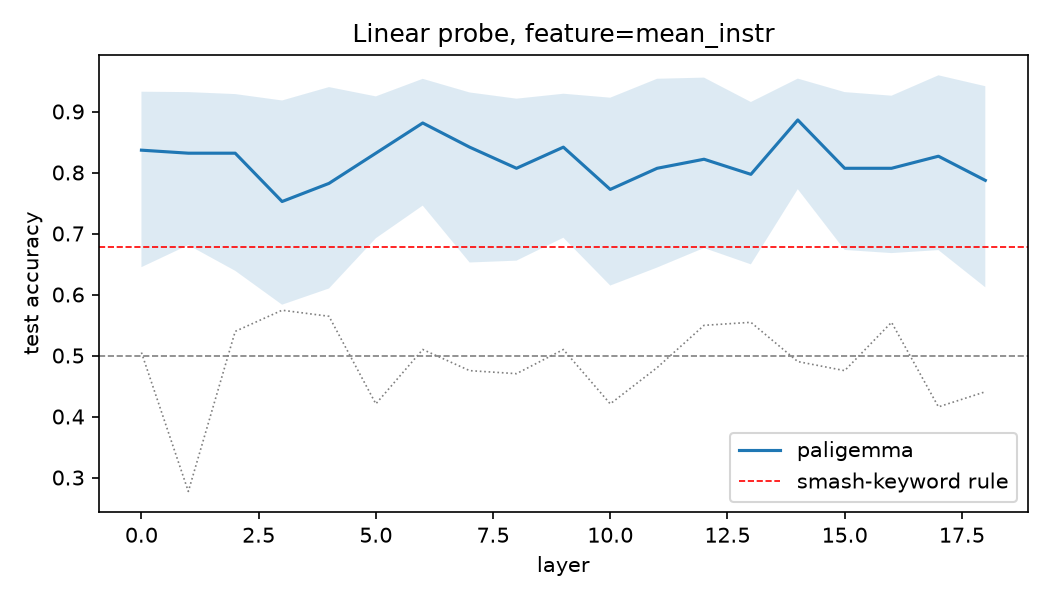 Linear probe, feature=mean_instr
test accuracy
0.9
0.8
0.7
0.6
0.5
0.4
0.3
paligemma
smash-keyword rule
0.0 2.5 5.0 7.5 10.0 12.5 15.0 17.5
layer